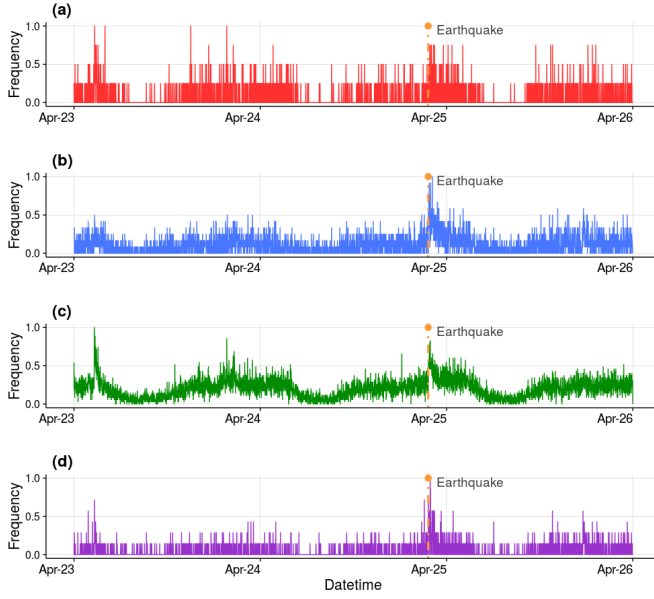 (a)
Frequency
1.0
0.5
0.0
Earthquake
Apr-23
Apr-24
Apr-25
Apr-26
(b)
Frequency
1.0
0.5
0.0
Earthquake
Apr-23
Apr-24
Apr-25
Apr-26
(c)
Frequency
1.0
0.5
0.0
Earthquake
Apr-23
Apr-24
Apr-25
Apr-26
(d)
Frequency
1.0
0.5
0.0
Earthquake
Apr-23
Apr-24
Apr-25
Apr-26
Datetime